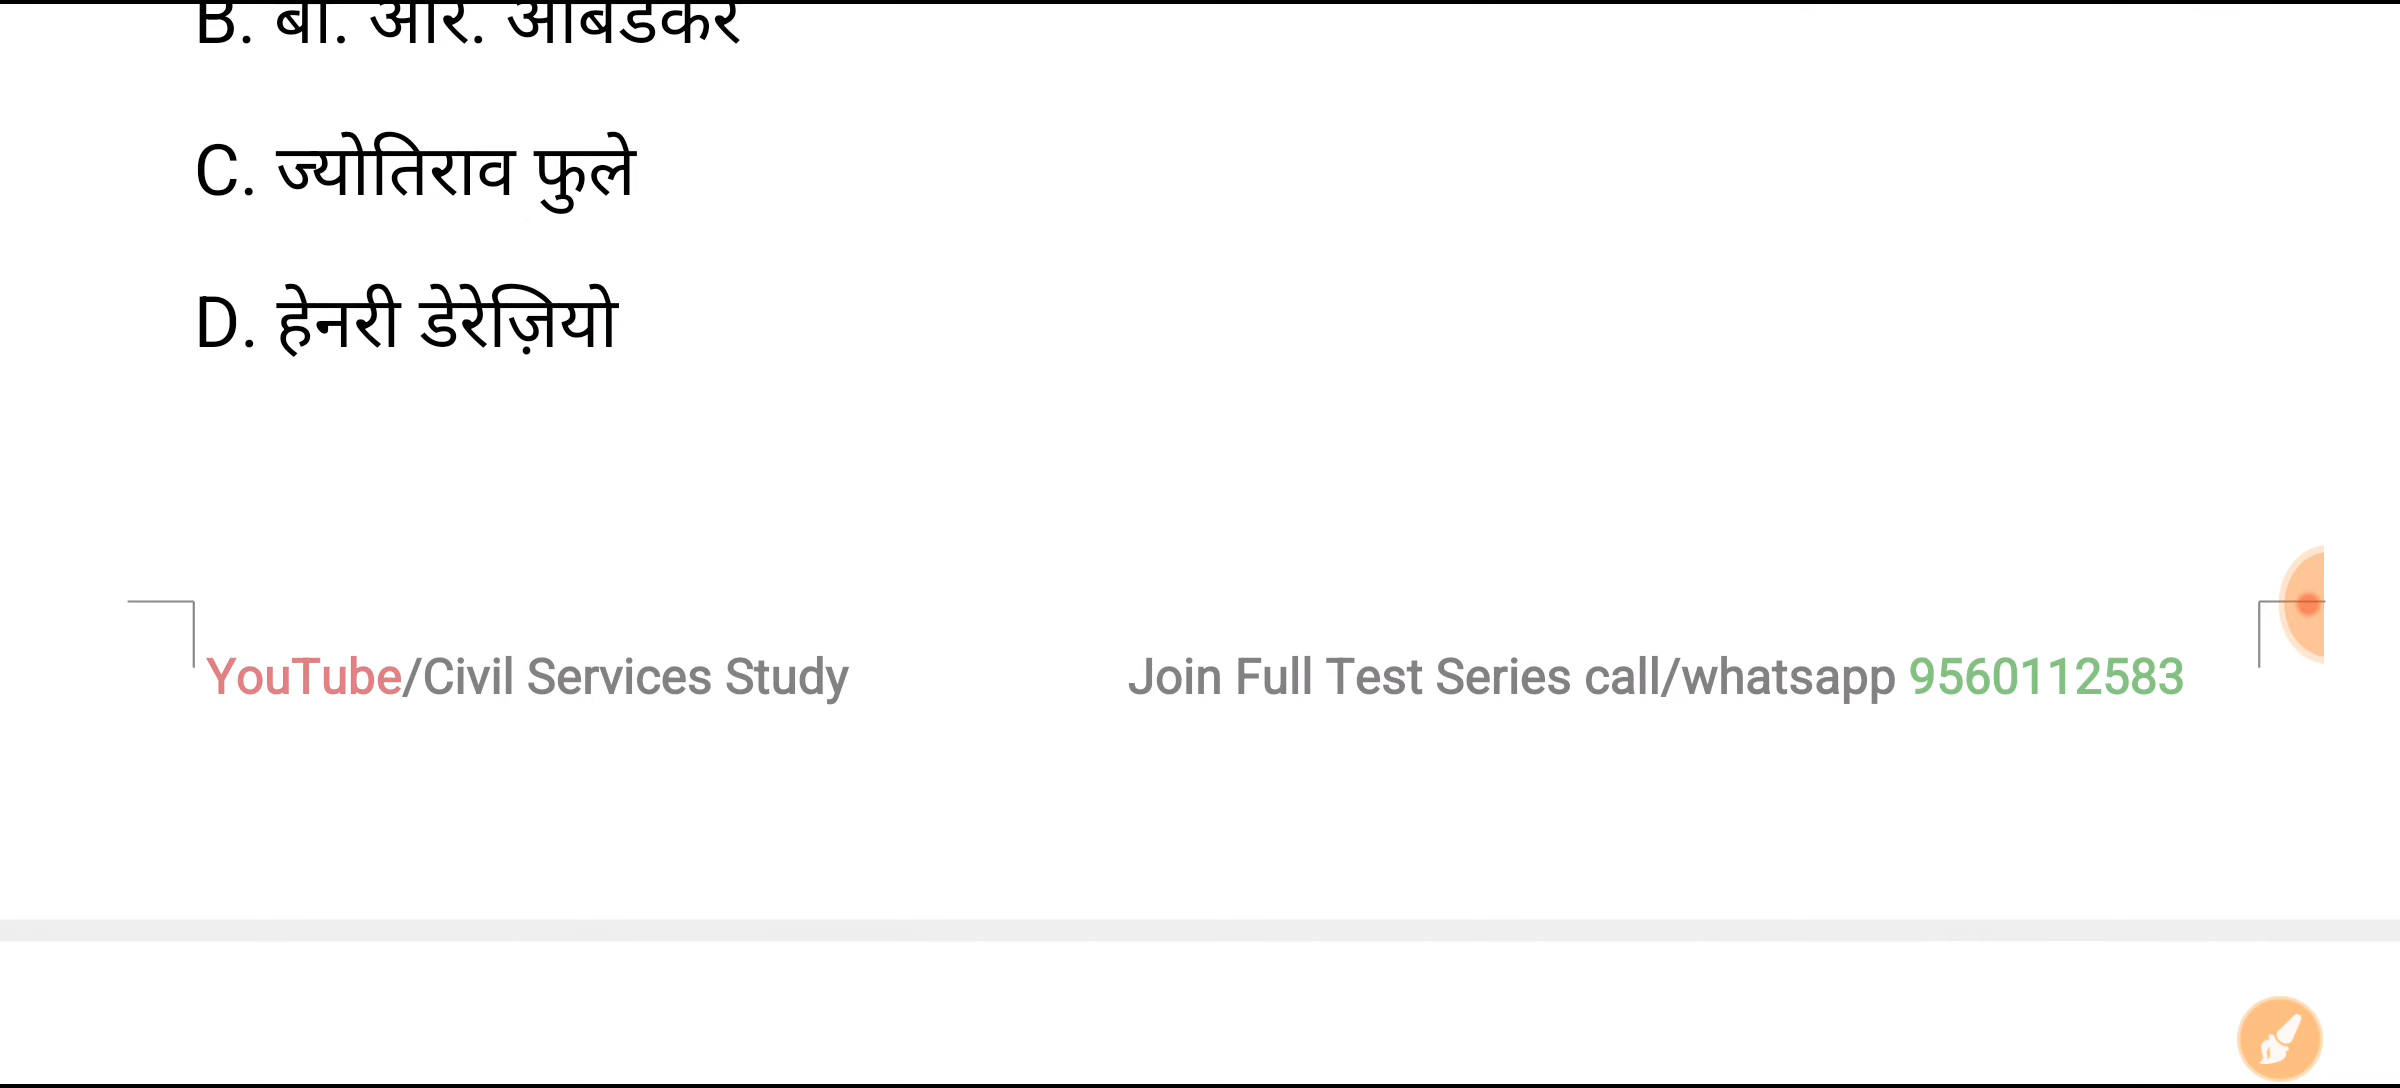 B. बी. आर. अंबेडकर
C. ज्योतिराव फुले
D. हेनरी डेरेज़ियो
YouTube/Civil Services Study Join Full Test Series call/whatsapp 9560112583